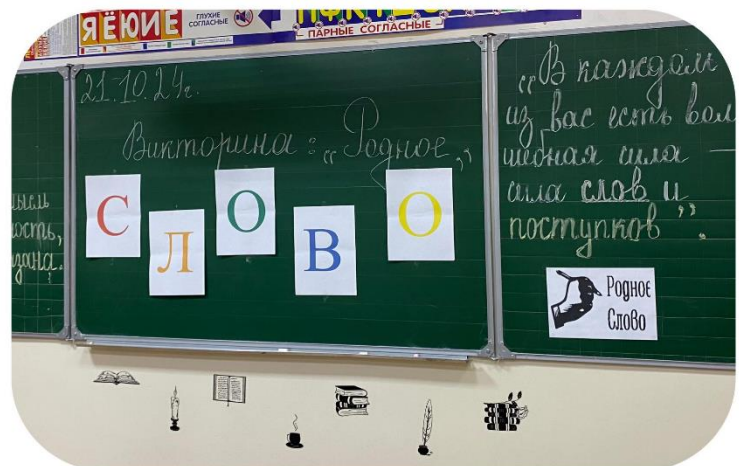 ЯЁЮИЕ
ГЛУХИЕ
СОГЛАСНЫЕ
ПАРНЫЕ СОГЛАСНЫЕ
21.10.24г.
Викторина: „Родное
СЛОВО”
„В каждом
из вас есть вол
шебная сила —
сила слов и
поступков”.
Родное
Слово